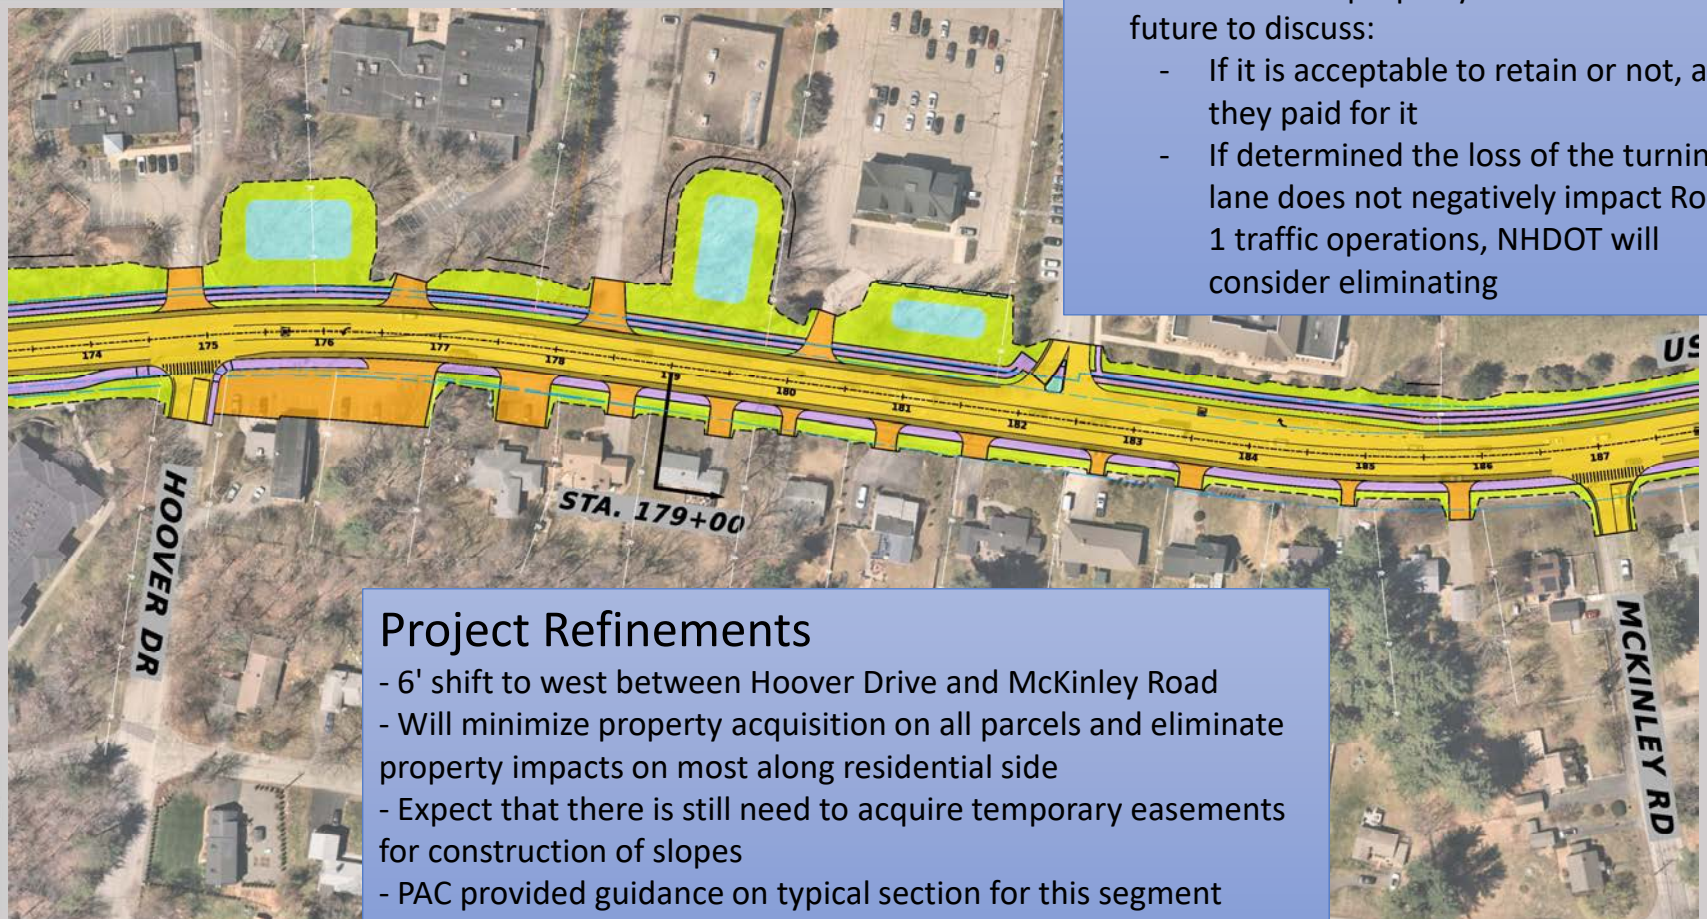 future to discuss:
- If it is acceptable to retain or not, a
they paid for it
- If determined the loss of the turnin
lane does not negatively impact Ro
1 traffic operations, NHDOT will
consider eliminating
US
174
175
176
177
178
179
180
181
182
183
184
185
186
187
STA. 179+00
HOOVER DR
MCKINLEY RD
Project Refinements
- 6' shift to west between Hoover Drive and McKinley Road
- Will minimize property acquisition on all parcels and eliminate
property impacts on most along residential side
- Expect that there is still need to acquire temporary easements
for construction of slopes
- PAC provided guidance on typical section for this segment